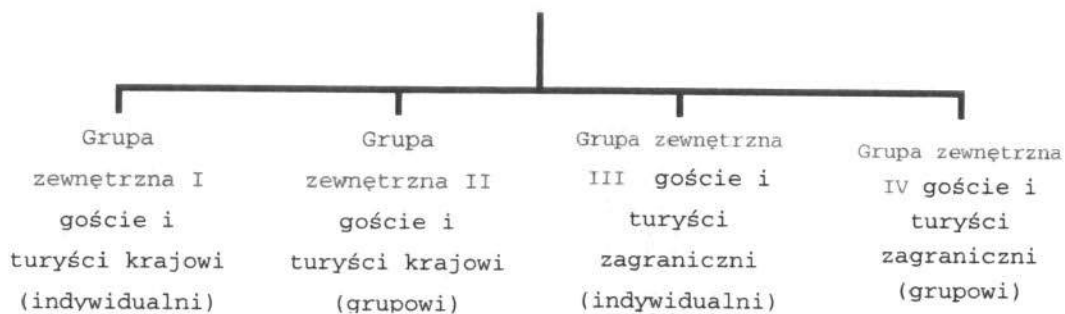 Grupa
zewnętrzna I
goście i
turyści krajowi
(indywidualni)
Grupa
zewnętrzna II
goście i
turyści krajowi
(grupowi)
Grupa zewnętrzna
III goście i
turyści
zagraniczni
(indywidualni)
Grupa zewnętrzna
IV goście i
turyści
zagraniczni
(grupowi)